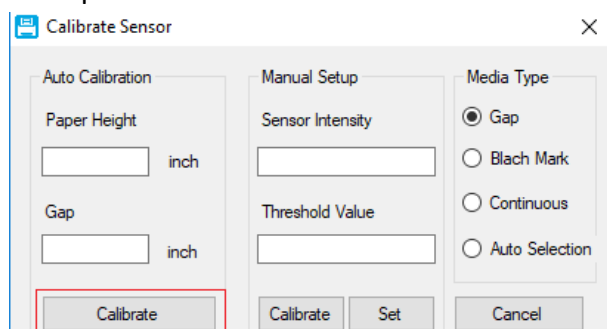 Calibrate Sensor
Auto Calibration
Paper Height
inch
Gap
inch
Calibrate
Manual Setup
Sensor Intensity
Threshold Value
Calibrate Set
Media Type
Gap
Blach Mark
Continuous
Auto Selection
Cancel